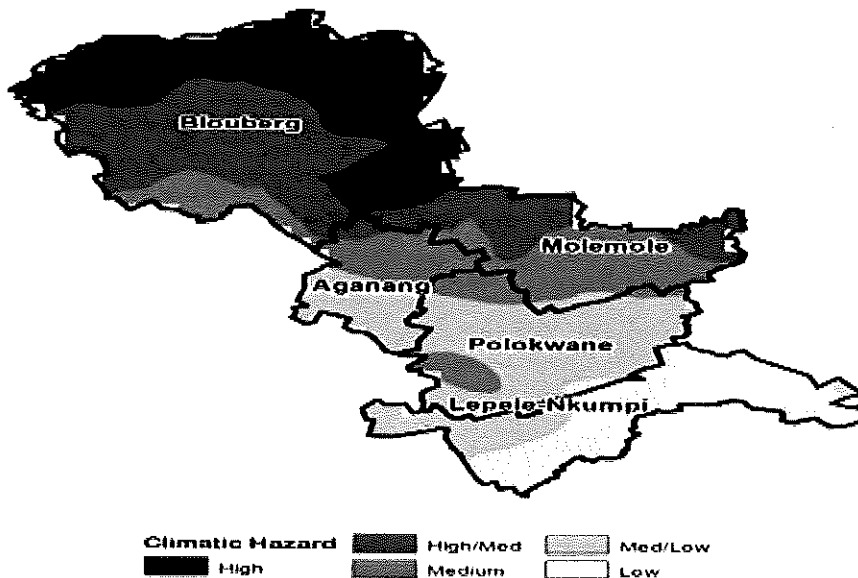 Blouberg
Molemole
Aganang
Polokwane
Lepele-Nkumpi
Climatic Hazard
High/Med
Med/Low
High
Medium
Low